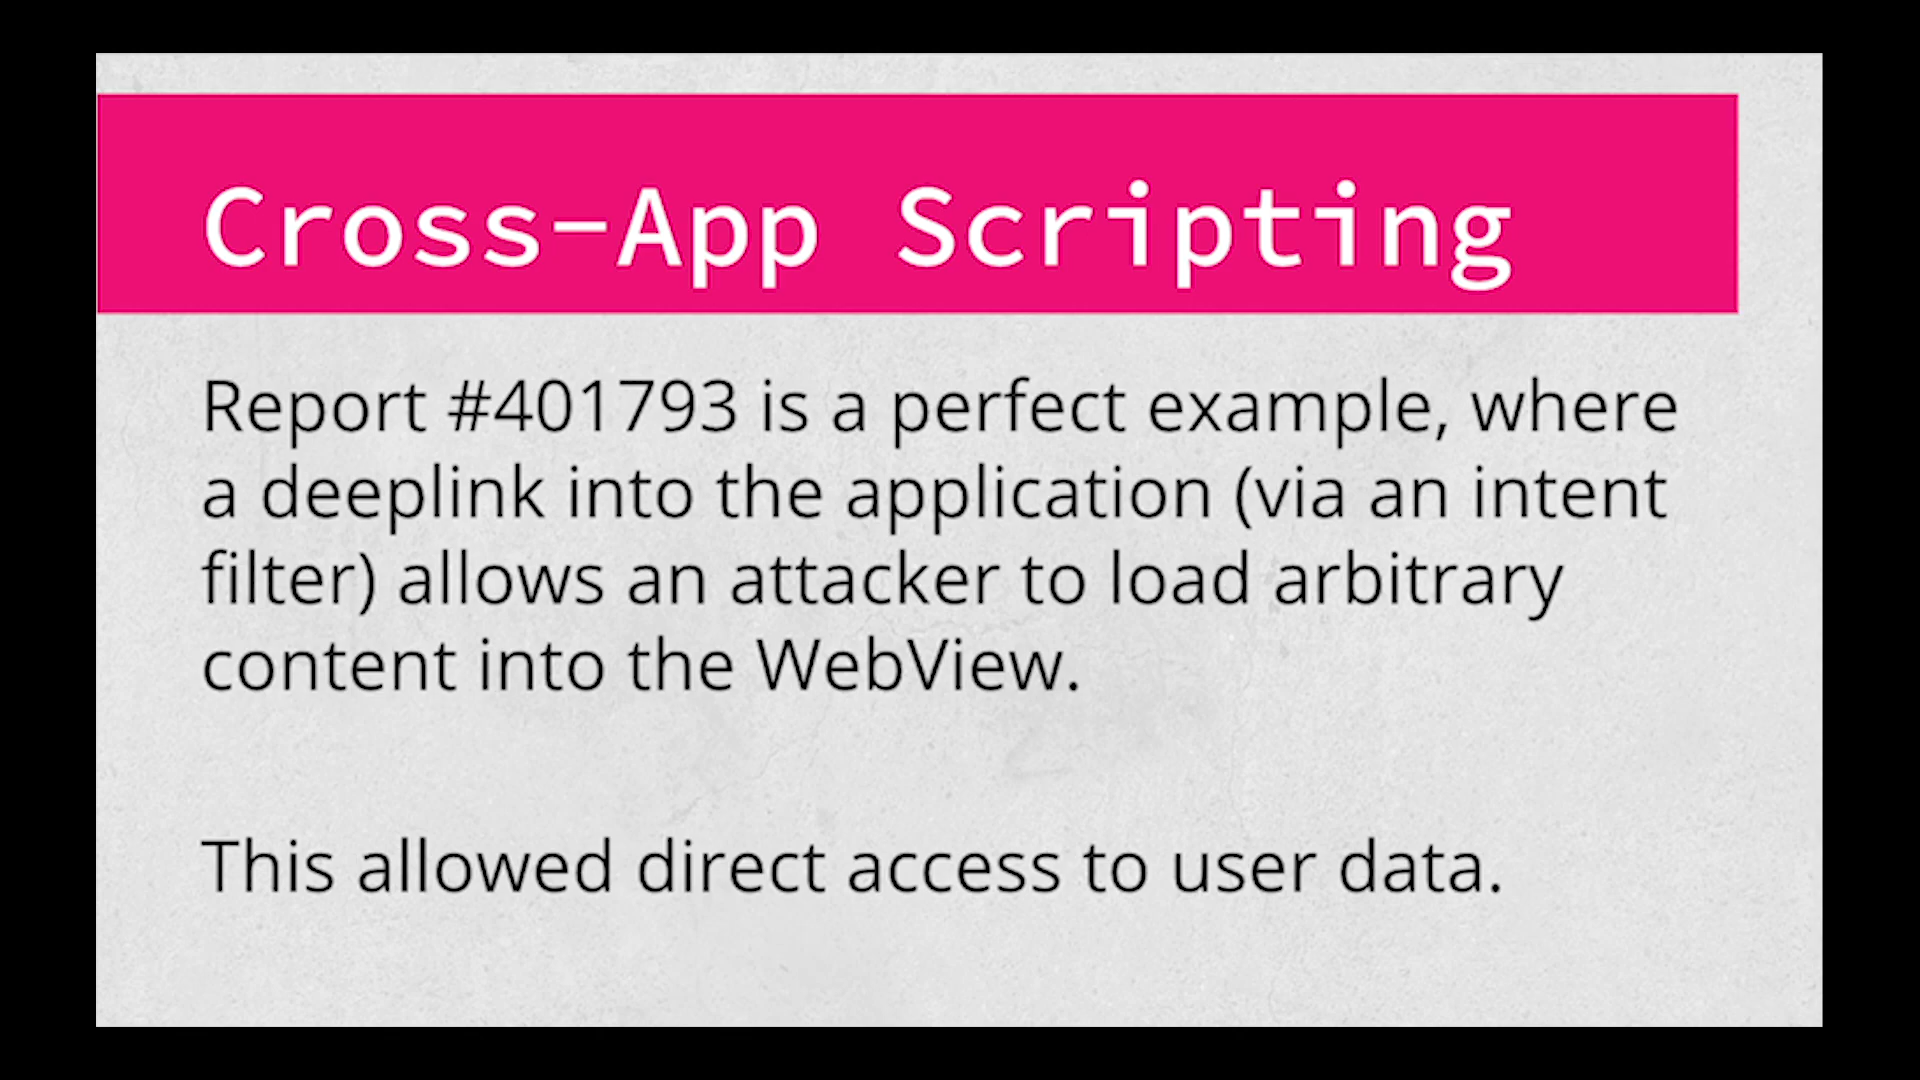 Cross-App Scripting
Report #401793 is a perfect example, where
a deeplink into the application (via an intent
filter) allows an attacker to load arbitrary
content into the WebView.
This allowed direct access to user data.